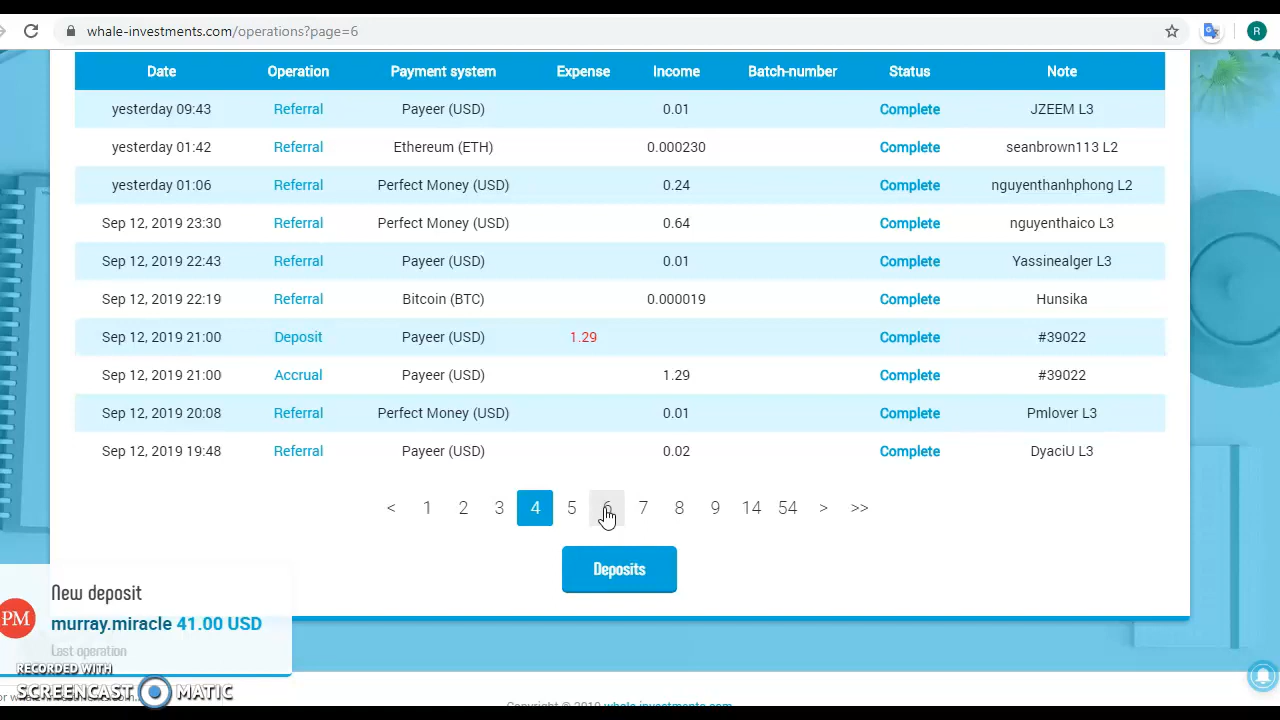 whale-investments.com/operations?page=6
R
Date Operation Payment system Expense Income Batch-number Status Note
yesterday 09:43 Referral Payeer (USD) 0.01 Complete JZEEM L3
yesterday 01:42 Referral Ethereum (ETH) 0.000230 Complete seanbrown113 L2
yesterday 01:06 Referral Perfect Money (USD) 0.24 Complete nguyenthanhphong L2
Sep 12, 2019 23:30 Referral Perfect Money (USD) 0.64 Complete nguyenthaico L3
Sep 12, 2019 22:43 Referral Payeer (USD) 0.01 Complete Yassinealger L3
Sep 12, 2019 22:19 Referral Bitcoin (BTC) 0.000019 Complete Hunsika
Sep 12, 2019 21:00 Deposit Payeer (USD) 1.29 Complete #39022
Sep 12, 2019 21:00 Accrual Payeer (USD) 1.29 Complete #39022
Sep 12, 2019 20:08 Referral Perfect Money (USD) 0.01 Complete Pmlover L3
Sep 12, 2019 19:48 Referral Payeer (USD) 0.02 Complete DyaciU L3
< 1 2 3 4 5 6 7 8 9 14 54 > >>
Deposits
New deposit
PM murray.miracle 41.00 USD
Last operation
RECORDED WITH
SCREENCAST MATIC
Copyright © 2019 whale-investments.com